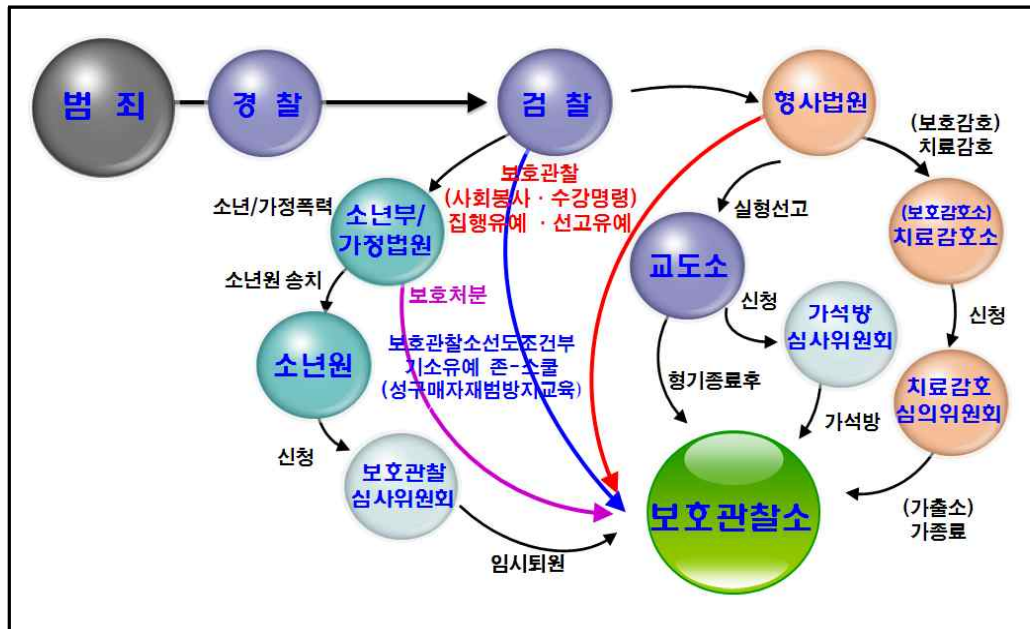 범 죄
경 찰
검 찰
형사법원
(보호감호)
치료감호
보호관찰
(사회봉사 · 수강명령)
집행유예 · 선고유예
소년/가정폭력
소년부/
가정법원
실형선고
(보호감호소)
치료감호소
교도소
소년원 송치
보호처분
신청
가석방
심사위원회
신청
소년원
보호관찰소선도조건부
기소유예 존-스쿨
(성구매자재범방지교육)
형기종료후
치료감호
심의위원회
가석방
신청
보호관찰
심사위원회
보호관찰소
(가출소)
가종료
임시퇴원